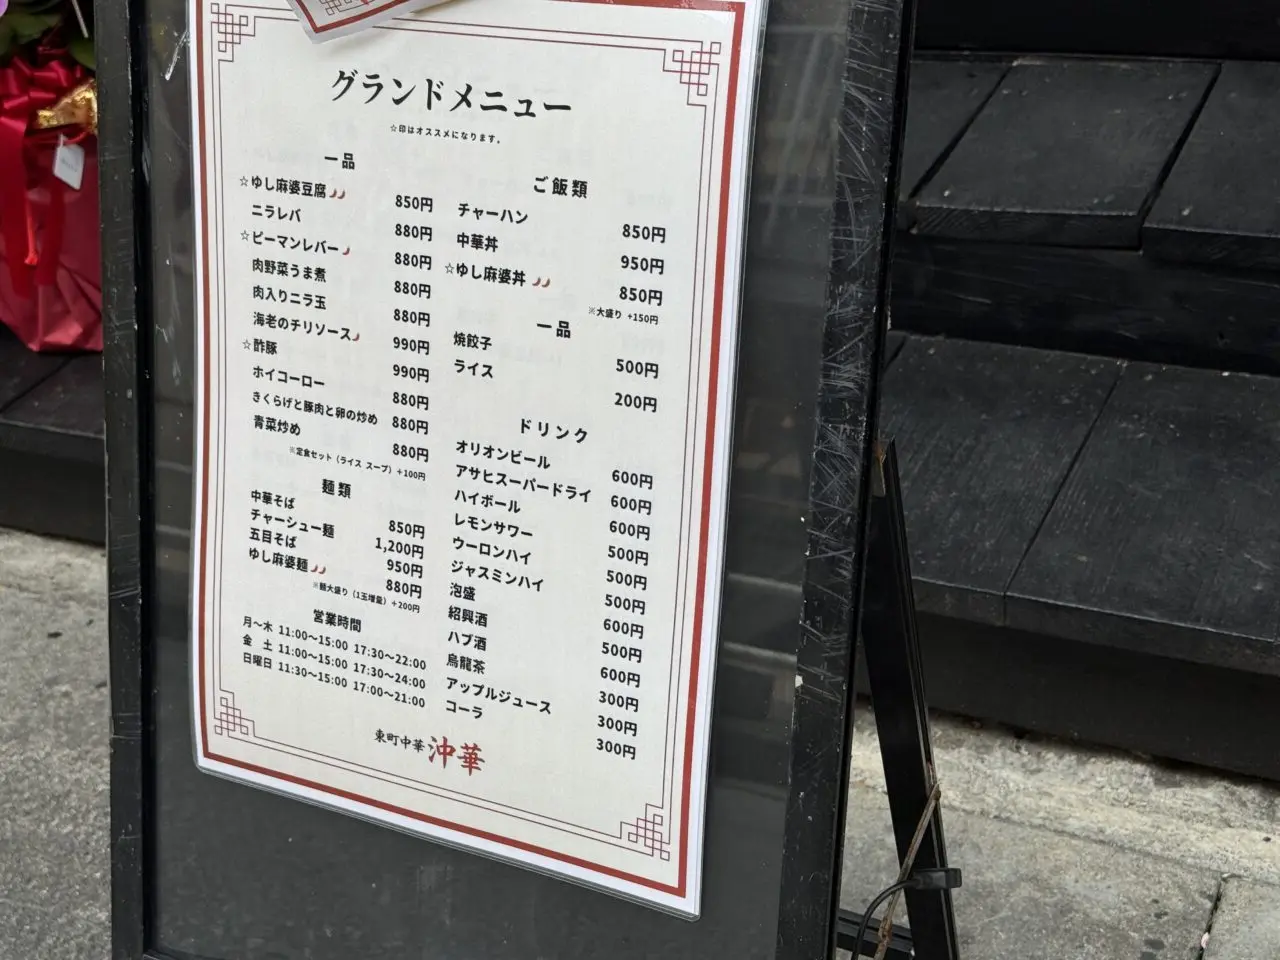 グランドメニュー
☆印はオススメになります。
一品
☆ゆし麻婆豆腐 850円
ニラレバ 880円
☆ピーマンレバー 880円
肉野菜うま煮 880円
肉入りニラ玉 880円
海老のチリソース 990円
☆酢豚 990円
ホイコーロー 880円
きくらげと豚肉と卵の炒め 880円
青菜炒め 880円
※定食セット（ライス スープ）+100円
麺類
中華そば 850円
チャーシュー麺 1,200円
五目そば 950円
ゆし麻婆麺 880円
※麺大盛り（1玉増量）+200円
営業時間
月～木 11:00～15:00 17:30～22:00
金 土 11:00～15:00 17:30～24:00
日曜日 11:30～15:00 17:00～21:00
ご飯類
チャーハン 850円
中華丼 950円
☆ゆし麻婆丼 850円
※大盛り +150円
一品
焼餃子 500円
ライス 200円
ドリンク
オリオンビール 600円
アサヒスーパードライ 600円
ハイボール 600円
レモンサワー 500円
ウーロンハイ 500円
ジャスミンハイ 500円
泡盛 600円
紹興酒 500円
ハブ酒 600円
烏龍茶 300円
アップルジュース 300円
コーラ 300円
東町中華 沖華